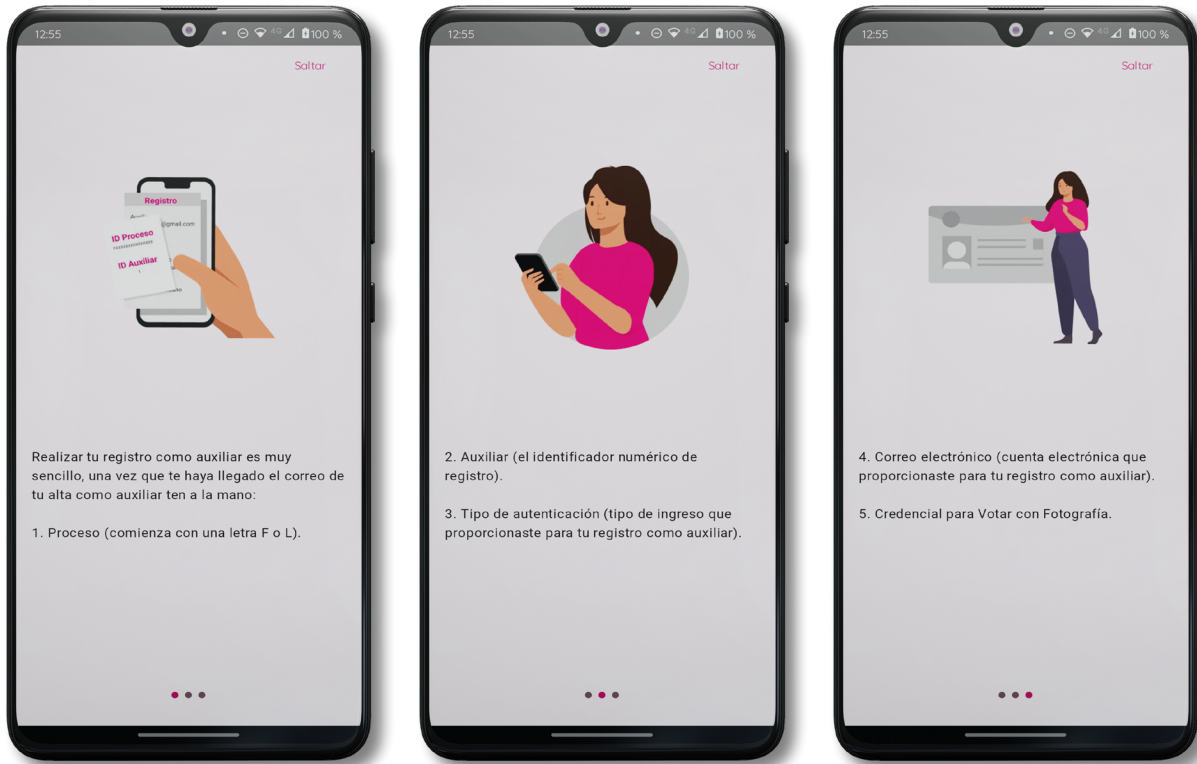 12:55
4G
100 %
Saltar
Registro
@gmail.com
ID Proceso
ID Auxiliar
Realizar tu registro como auxiliar es muy
sencillo, una vez que te haya llegado el correo de
tu alta como auxiliar ten a la mano:
1. Proceso (comienza con una letra F o L).
12:55
4G
100 %
Saltar
2. Auxiliar (el identificador numérico de
registro).
3. Tipo de autenticación (tipo de ingreso que
proporcionaste para tu registro como auxiliar).
12:55
4G
100 %
Saltar
4. Correo electrónico (cuenta electrónica que
proporcionaste para tu registro como auxiliar).
5. Credencial para Votar con Fotografía.